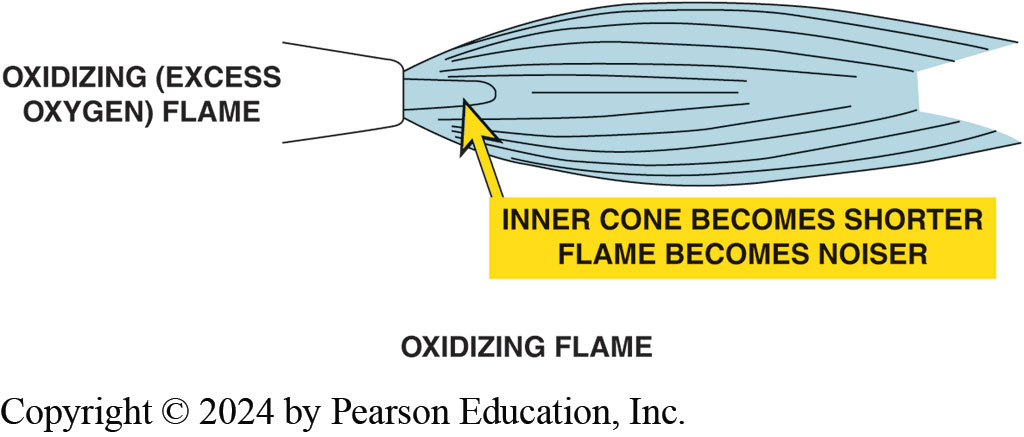 OXIDIZING (EXCESS
OXYGEN) FLAME
INNER CONE BECOMES SHORTER
FLAME BECOMES NOISER
OXIDIZING FLAME
Copyright © 2024 by Pearson Education, Inc.